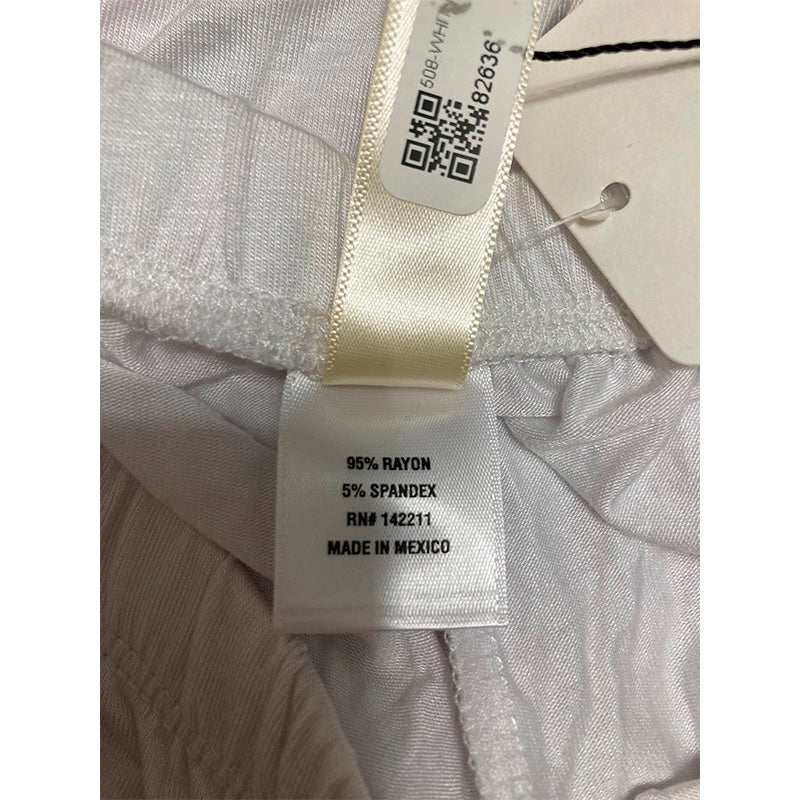 508-WHI
82636
95% RAYON
5% SPANDEX
RN# 142211
MADE IN MEXICO